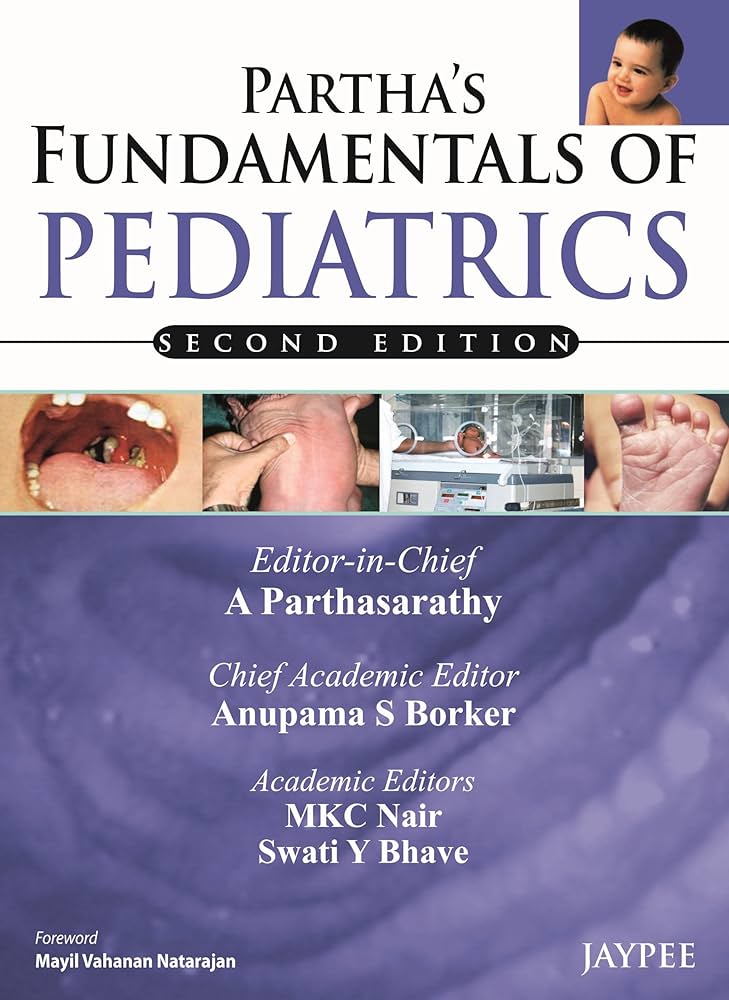 PARTHA'S
FUNDAMENTALS OF
PEDIATRICS
SECOND EDITION
Editor-in-Chief
A Parthasarathy
Chief Academic Editor
Anupama S Borker
Academic Editors
MKC Nair
Swati Y Bhave
Foreword
Mayil Vahanan Natarajan
JAYPEE